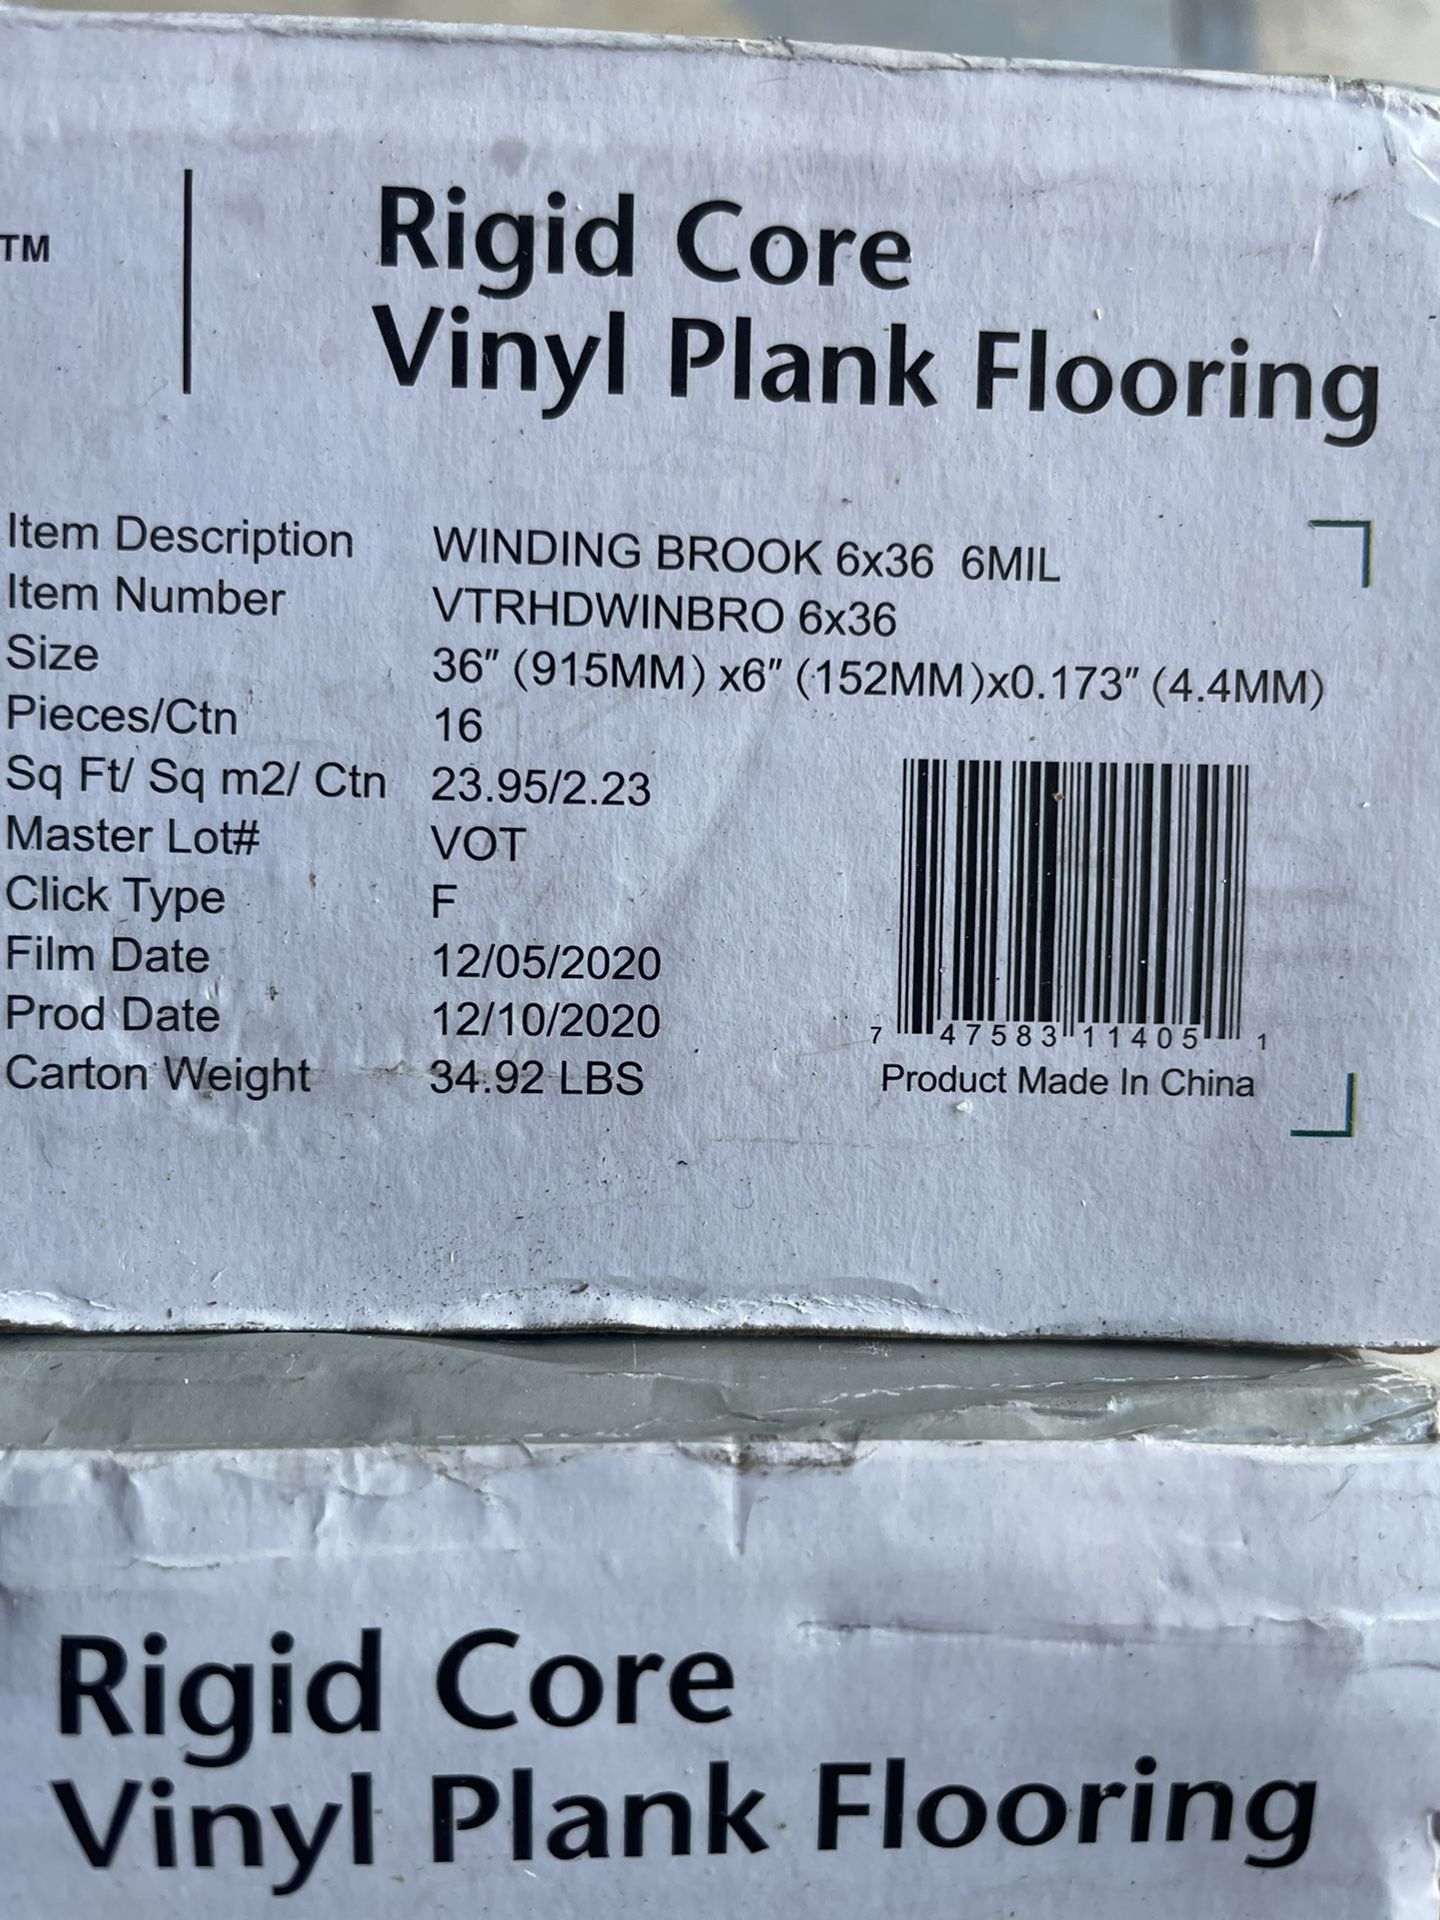 TM
Rigid Core
Vinyl Plank Flooring
Item Description WINDING BROOK 6x36 6MIL
Item Number VTRHDWINBRO 6x36
Size 36" (915MM) x6" (152MM)x0.173" (4.4MM)
Pieces/Ctn 16
Sq Ft/ Sq m2/ Ctn 23.95/2.23
Master Lot# VOT
Click Type F
Film Date 12/05/2020
Prod Date 12/10/2020
Carton Weight 34.92 LBS
7 47583 11405 1
Product Made In China
Rigid Core
Vinyl Plank Flooring